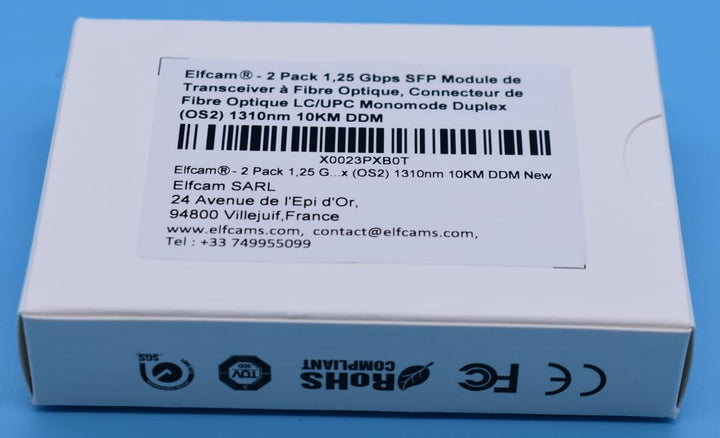 Elfcam® - 2 Pack 1,25 Gbps SFP Module de
Transceiver à Fibre Optique, Connecteur de
Fibre Optique LC/UPC Monomode Duplex
(OS2) 1310nm 10KM DDM
X0023PXB0T
Elfcam® - 2 Pack 1,25 G...x (OS2) 1310nm 10KM DDM New
Elfcam SARL
24 Avenue de l'Epi d'Or,
94800 Villejuif,France
www.elfcams.com, contact@elfcams.com,
Tel : +33 749955099
CE FC RoHS COMPLIANT TÜV SGS